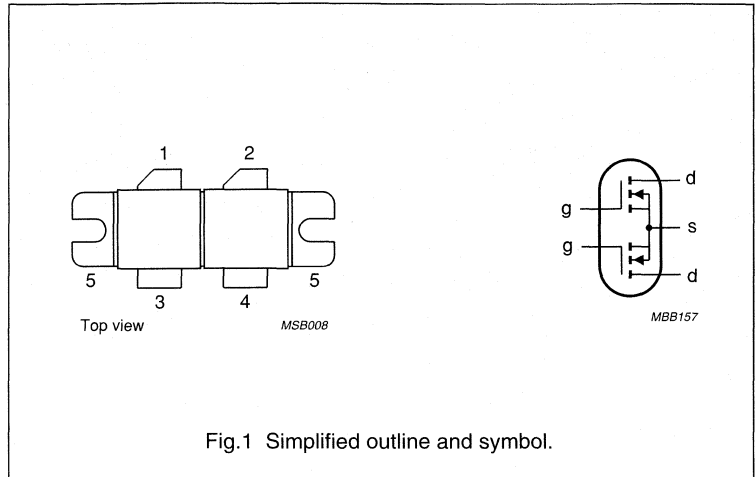 1 2
d
g
s
g
d
5 5
3 4
Top view
MSB008
MBB157
Fig.1 Simplified outline and symbol.